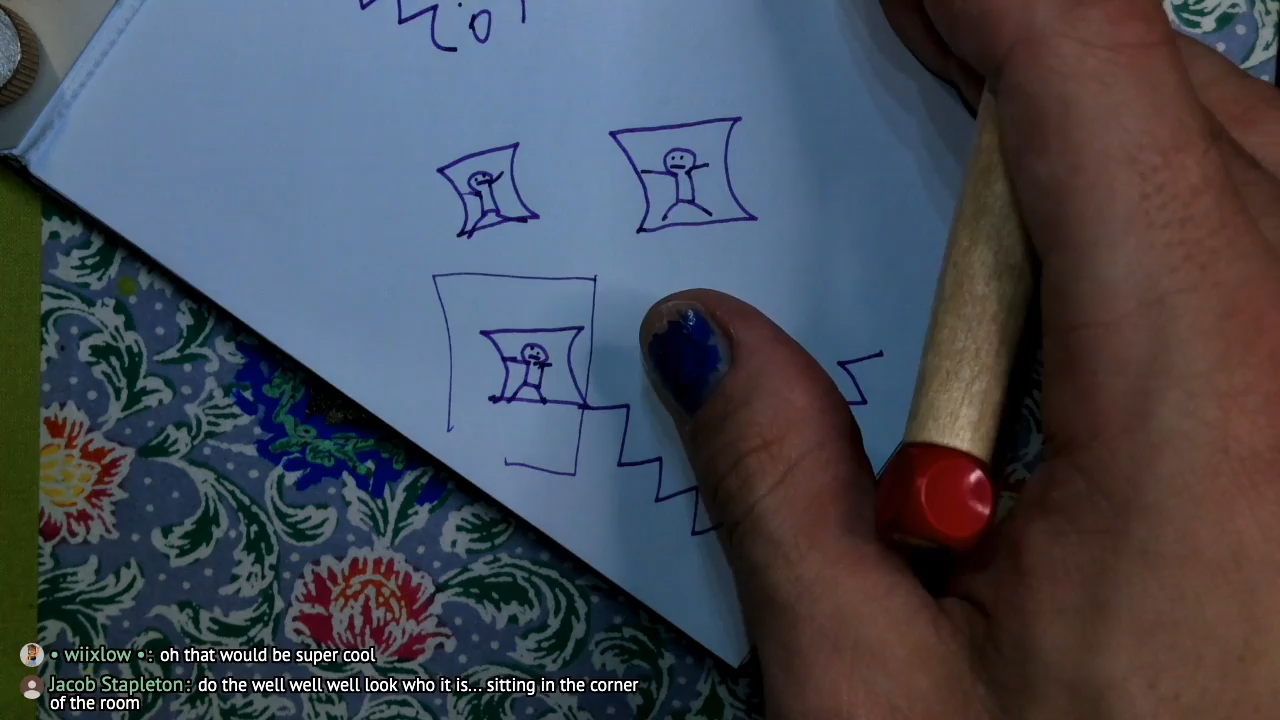 • wiixlow •: oh that would be super cool
Jacob Stapleton: do the well well well look who it is... sitting in the corner
of the room